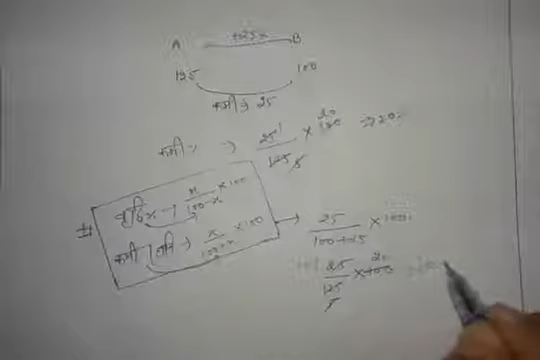 +25%
A B
125 100
कमी → 25
कमी% → 25/125 × 100 ⇒ 20%
# वृद्धि → x/100-x × 100
कमी → x/100+x × 100
→ 25/100+25 × 100
25/125 × 100